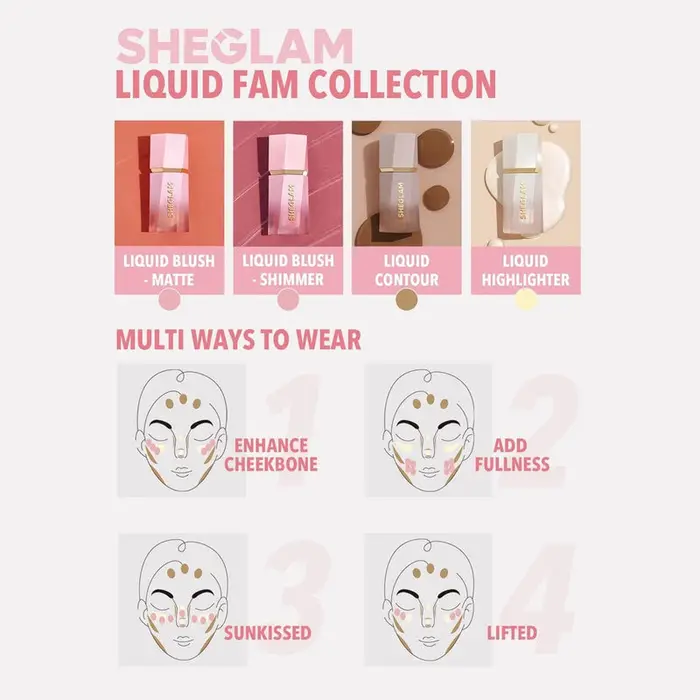 SHEGLAM
LIQUID FAM COLLECTION
SHEGLAM
SHEGLAM
SHEGLAM
SHEGLAM
LIQUID BLUSH
- MATTE
LIQUID BLUSH
- SHIMMER
LIQUID
CONTOUR
LIQUID
HIGHLIGHTER
MULTI WAYS TO WEAR
1
ENHANCE
CHEEKBONE
2
ADD
FULLNESS
3
SUNKISSED
4
LIFTED